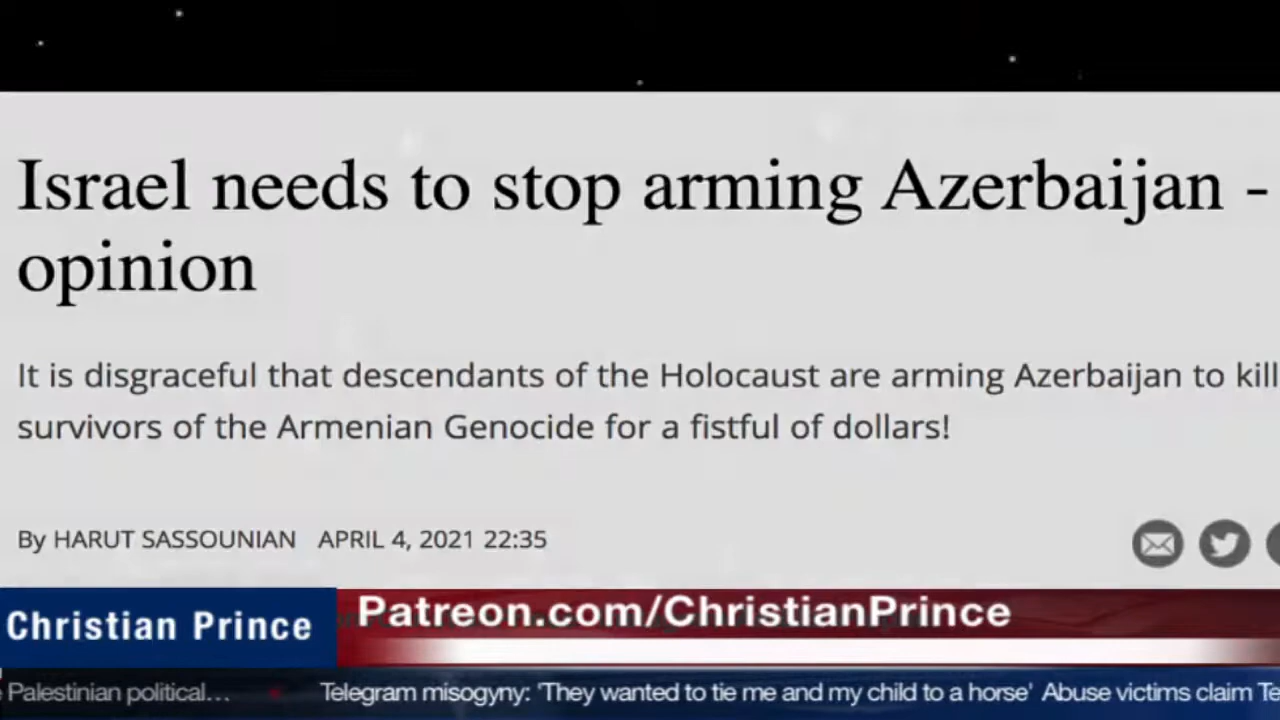 Israel needs to stop arming Azerbaijan -
opinion
It is disgraceful that descendants of the Holocaust are arming Azerbaijan to kill
survivors of the Armenian Genocide for a fistful of dollars!
By HARUT SASSOUNIAN APRIL 4, 2021 22:35
Christian Prince
Patreon.com/ChristianPrince
Palestinian political... Telegram misogyny: 'They wanted to tie me and my child to a horse' Abuse victims claim Te